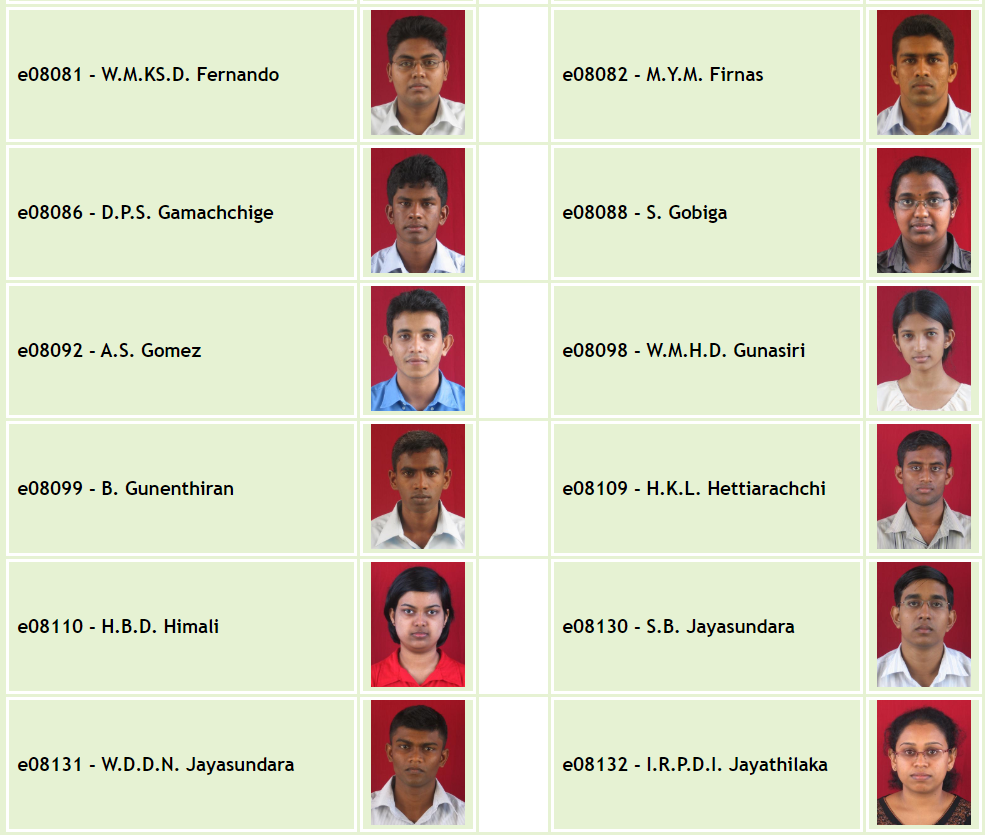 e08081 - W.M.KS.D. Fernando
e08082 - M.Y.M. Firnas
e08086 - D.P.S. Gamachchige
e08088 - S. Gobiga
e08092 - A.S. Gomez
e08098 - W.M.H.D. Gunasiri
e08099 - B. Gunenthiran
e08109 - H.K.L. Hettiarachchi
e08110 - H.B.D. Himali
e08130 - S.B. Jayasundara
e08131 - W.D.D.N. Jayasundara
e08132 - I.R.P.D.I. Jayathilaka